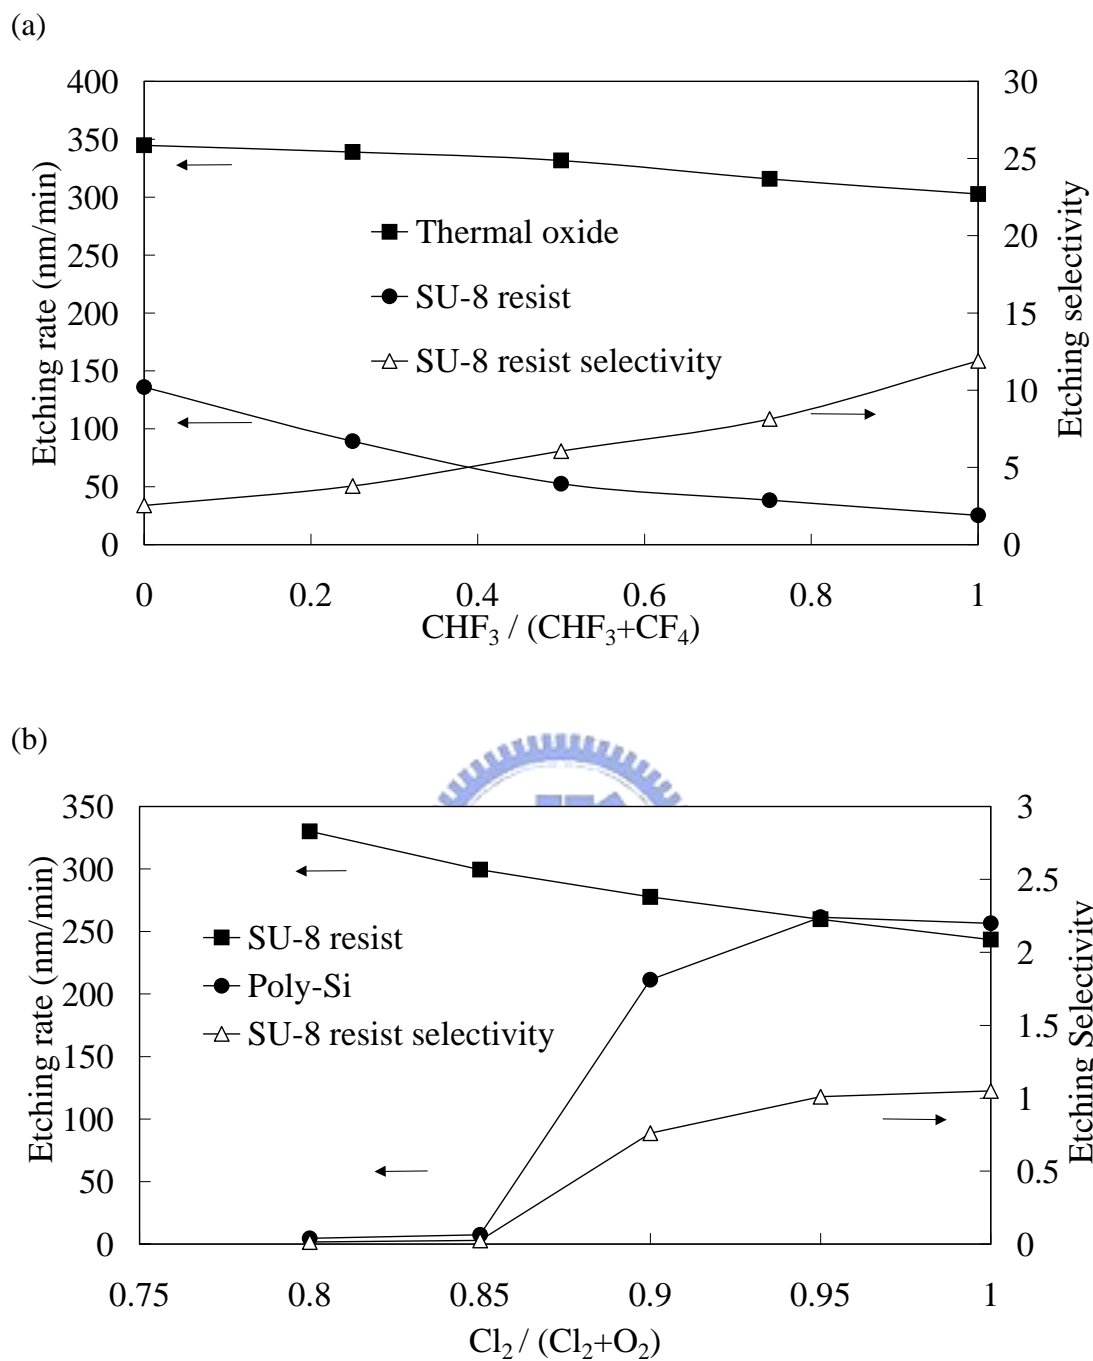 (a)
400
350
300
250
200
150
100
50
0
Etching rate (nm/min)
30
25
20
15
10
5
0
Etching selectivity
Thermal oxide
SU-8 resist
SU-8 resist selectivity
0 0.2 0.4 0.6 0.8 1
CHF₃ / (CHF₃+CF₄)
(b)
350
300
250
200
150
100
50
0
Etching rate (nm/min)
3
2.5
2
1.5
1
0.5
0
Etching Selectivity
SU-8 resist
Poly-Si
SU-8 resist selectivity
0.75 0.8 0.85 0.9 0.95 1
Cl₂ / (Cl₂+O₂)